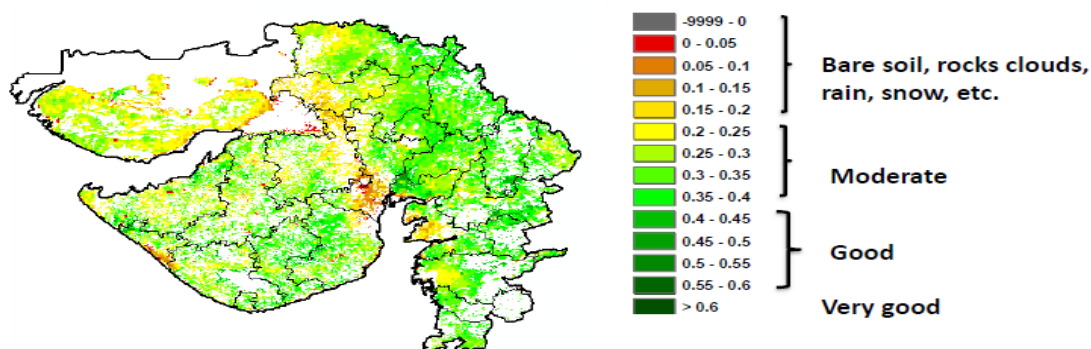 -9999 - 0
0 - 0.05
0.05 - 0.1
0.1 - 0.15
0.15 - 0.2
0.2 - 0.25
0.25 - 0.3
0.3 - 0.35
0.35 - 0.4
0.4 - 0.45
0.45 - 0.5
0.5 - 0.55
0.55 - 0.6
> 0.6
Bare soil, rocks clouds,
rain, snow, etc.
Moderate
Good
Very good